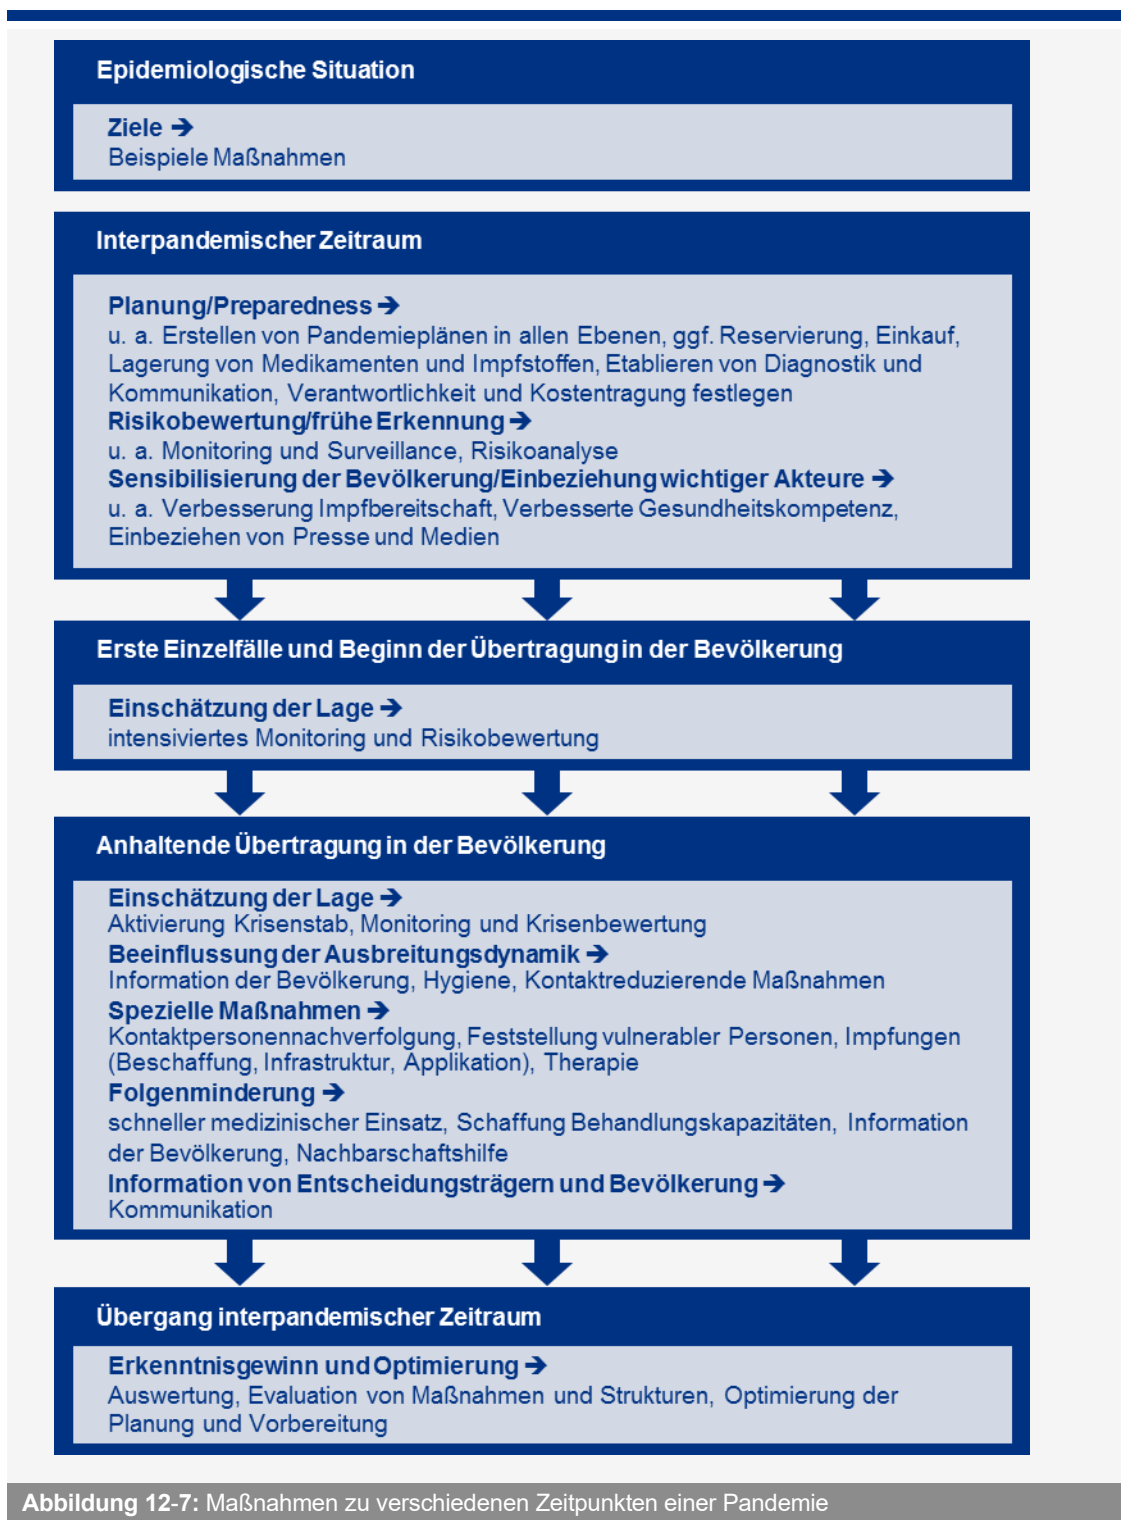 Epidemiologische Situation
Ziele ➔
Beispiele Maßnahmen
Interpandemischer Zeitraum
Planung/Preparedness ➔
u. a. Erstellen von Pandemieplänen in allen Ebenen, ggf. Reservierung, Einkauf,
Lagerung von Medikamenten und Impfstoffen, Etablieren von Diagnostik und
Kommunikation, Verantwortlichkeit und Kostentragung festlegen
Risikobewertung/frühe Erkennung ➔
u. a. Monitoring und Surveillance, Risikoanalyse
Sensibilisierung der Bevölkerung/Einbeziehung wichtiger Akteure ➔
u. a. Verbesserung Impfbereitschaft, Verbesserte Gesundheitskompetenz,
Einbeziehen von Presse und Medien
Erste Einzelfälle und Beginn der Übertragung in der Bevölkerung
Einschätzung der Lage ➔
intensiviertes Monitoring und Risikobewertung
Anhaltende Übertragung in der Bevölkerung
Einschätzung der Lage ➔
Aktivierung Krisenstab, Monitoring und Krisenbewertung
Beeinflussung der Ausbreitungsdynamik ➔
Information der Bevölkerung, Hygiene, Kontaktreduzierende Maßnahmen
Spezielle Maßnahmen ➔
Kontaktpersonennachverfolgung, Feststellung vulnerabler Personen, Impfungen
(Beschaffung, Infrastruktur, Applikation), Therapie
Folgenminderung ➔
schneller medizinischer Einsatz, Schaffung Behandlungskapazitäten, Information
der Bevölkerung, Nachbarschaftshilfe
Information von Entscheidungsträgern und Bevölkerung ➔
Kommunikation
Übergang interpandemischer Zeitraum
Erkenntnisgewinn und Optimierung ➔
Auswertung, Evaluation von Maßnahmen und Strukturen, Optimierung der
Planung und Vorbereitung
Abbildung 12-7: Maßnahmen zu verschiedenen Zeitpunkten einer Pandemie